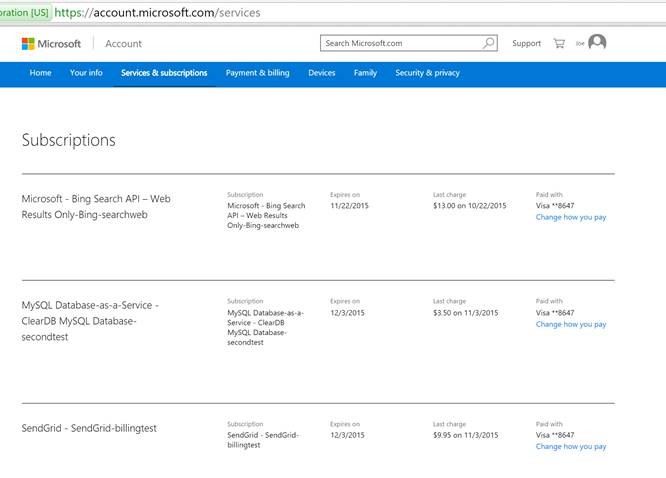 oration [US] https://account.microsoft.com/services
Microsoft Account Search Microsoft.com Support Joe
Home Your info Services & subscriptions Payment & billing Devices Family Security & privacy
Subscriptions
Microsoft - Bing Search API – Web
Results Only-Bing-searchweb
Subscription
Microsoft - Bing Search
API – Web Results
Only-Bing-searchweb
Expires on
11/22/2015
Last charge
$13.00 on 10/22/2015
Paid with
Visa **8647
Change how you pay
MySQL Database-as-a-Service -
ClearDB MySQL Database-
secondtest
Subscription
MySQL Database-as-a-
Service - ClearDB
MySQL Database-
secondtest
Expires on
12/3/2015
Last charge
$3.50 on 11/3/2015
Paid with
Visa **8647
Change how you pay
SendGrid - SendGrid-billingtest
Subscription
SendGrid - SendGrid-
billingtest
Expires on
12/3/2015
Last charge
$9.95 on 11/3/2015
Paid with
Visa **8647
Change how you pay